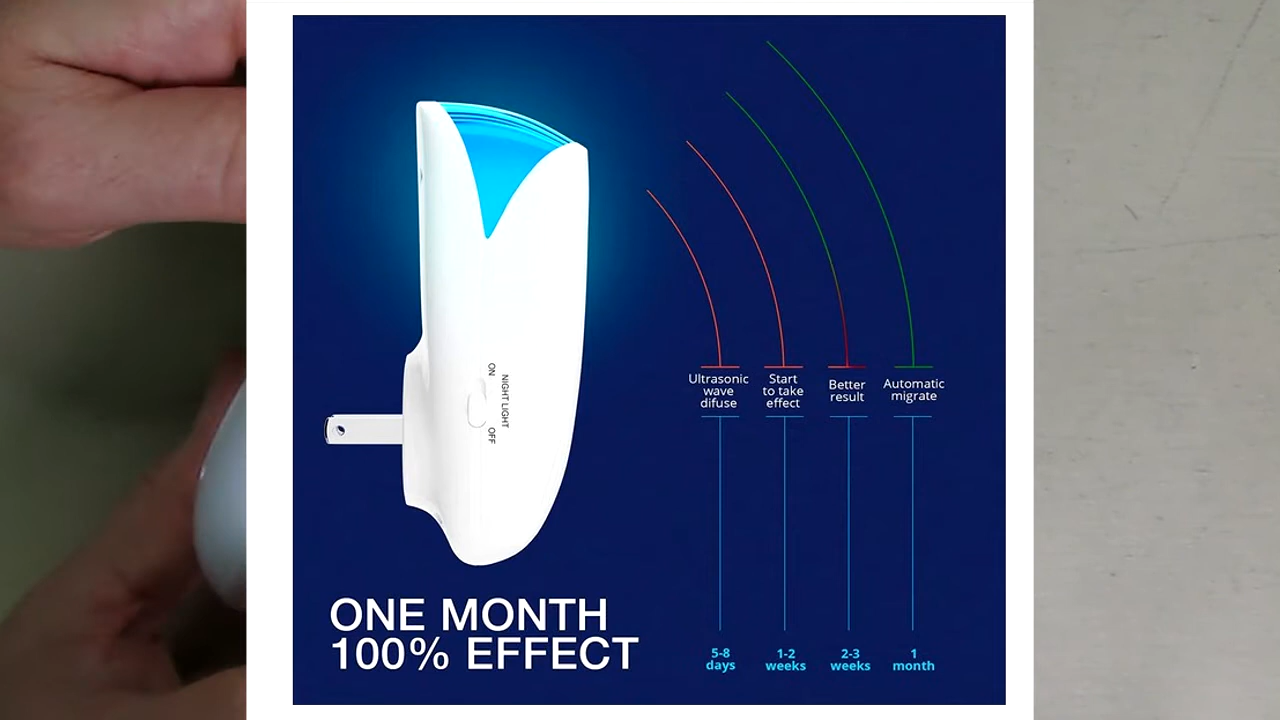 ON
NIGHT LIGHT
OFF
Ultrasonic
wave
difuse
Start
to take
effect
Better
result
Automatic
migrate
ONE MONTH
100% EFFECT
5-8
days
1-2
weeks
2-3
weeks
1
month